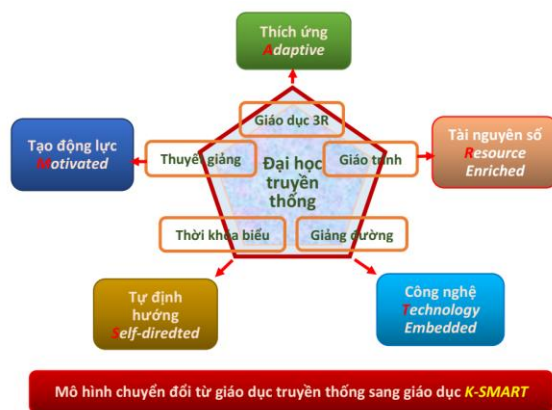 Thích ứng
Adaptive
Giáo dục 3R
Tạo động lực
Motivated
Thuyết giảng
Đại học
truyền
thống
Giáo trình
Tài nguyên số
Resource
Enriched
Thời khóa biểu
Giảng đường
Tự định
hướng
Self-directed
Công nghệ
Technology
Embedded
Mô hình chuyển đổi từ giáo dục truyền thống sang giáo dục K-SMART